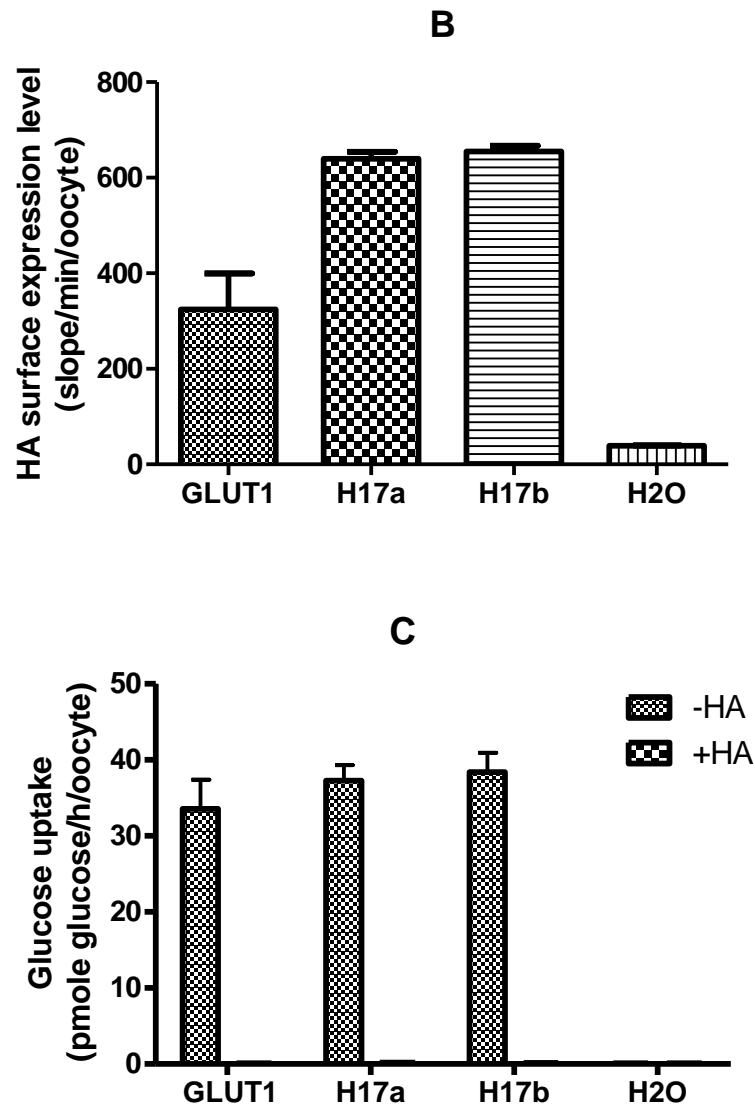 B
HA surface expression level
(slope/min/oocyte)
800
600
400
200
0
GLUT1 H17a H17b H2O
C
Glucose uptake
(pmole glucose/h/oocyte)
50
40
30
20
10
0
-HA
+HA
GLUT1 H17a H17b H2O